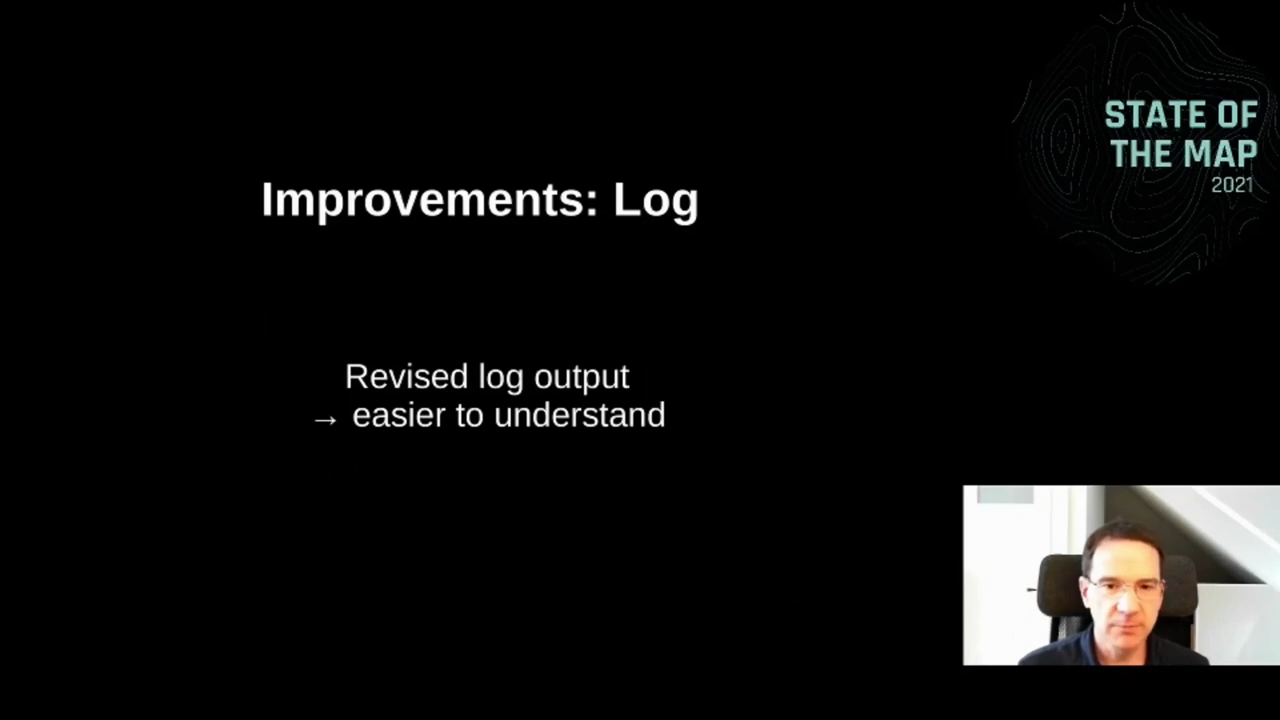 STATE OF
THE MAP
2021
Improvements: Log
Revised log output
→ easier to understand